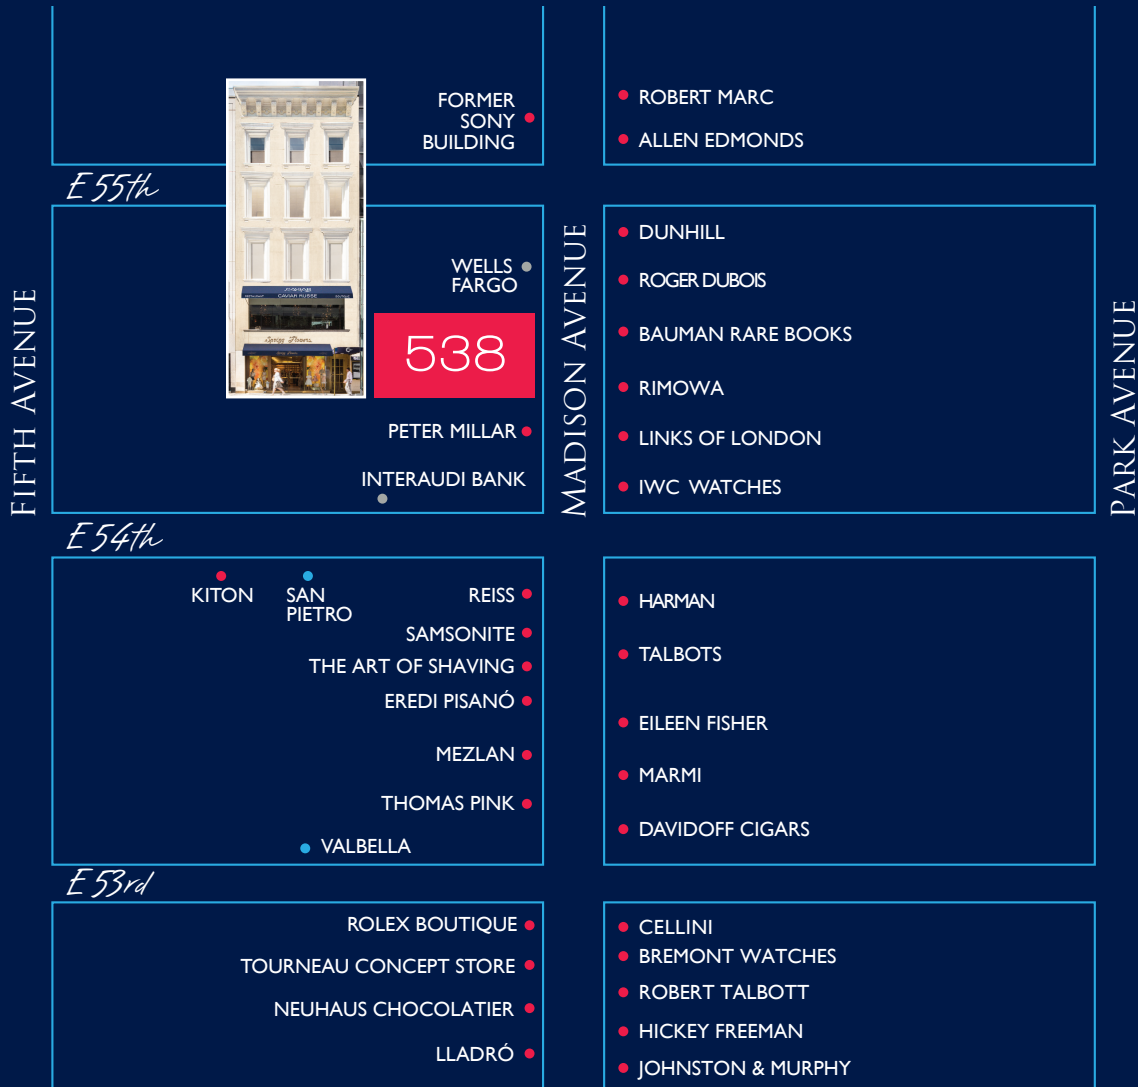 FORMER
SONY
BUILDING
ROBERT MARC
ALLEN EDMONDS
E 55th
FIFTH AVENUE
MADISON AVENUE
PARK AVENUE
CAVIAR RUSSE
WELLS
FARGO
538
PETER MILLAR
INTERAUDI BANK
DUNHILL
ROGER DUBOIS
BAUMAN RARE BOOKS
RIMOWA
LINKS OF LONDON
IWC WATCHES
E 54th
KITON
SAN
PIETRO
REISS
SAMSONITE
THE ART OF SHAVING
EREDI PISANÓ
MEZLAN
THOMAS PINK
VALBELLA
HARMAN
TALBOTS
EILEEN FISHER
MARMI
DAVIDOFF CIGARS
E 53rd
ROLEX BOUTIQUE
TOURNEAU CONCEPT STORE
NEUHAUS CHOCOLATIER
LLADRÓ
CELLINI
BREMONT WATCHES
ROBERT TALBOTT
HICKEY FREEMAN
JOHNSTON & MURPHY